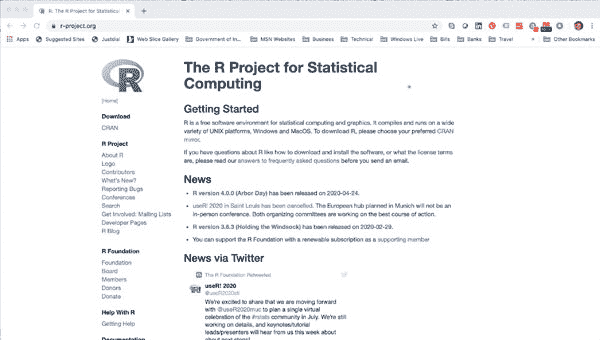 R: The R Project for Statistic
r-project.org
Apps
Suggested Sites
Justdial
Web Slice Gallery
Government of In...
MSN Websites
Business
Technical
Windows Live
Bills
Banks
Travel
Other Bookmarks
R
[Home]
Download
CRAN
R Project
About R
Logo
Contributors
What's New?
Reporting Bugs
Conferences
Search
Get Involved: Mailing Lists
Developer Pages
R Blog
R Foundation
Foundation
Board
Members
Donors
Donate
Help With R
Getting Help
Documentation
The R Project for Statistical
Computing
Getting Started
R is a free software environment for statistical computing and graphics. It compiles and runs on a wide
variety of UNIX platforms, Windows and MacOS. To download R, please choose your preferred CRAN
mirror.
If you have questions about R like how to download and install the software, or what the license terms
are, please read our answers to frequently asked questions before you send an email.
News
• R version 4.0.0 (Arbor Day) has been released on 2020-04-24.
• useR! 2020 in Saint Louis has been cancelled. The European hub planned in Munich will not be an
in-person conference. Both organizing committees are working on the best course of action.
• R version 3.6.3 (Holding the Windsock) has been released on 2020-02-29.
• You can support the R Foundation with a renewable subscription as a supporting member
News via Twitter
The R Foundation Retweeted
useR! 2020
@useR2020stl
We're excited to share that we are moving forward
with @useR2020muc to plan a single virtual
celebration of the #rstats community in July. We're still
working on details, and keynotes/tutorial
leads/presenters will hear from us this week about